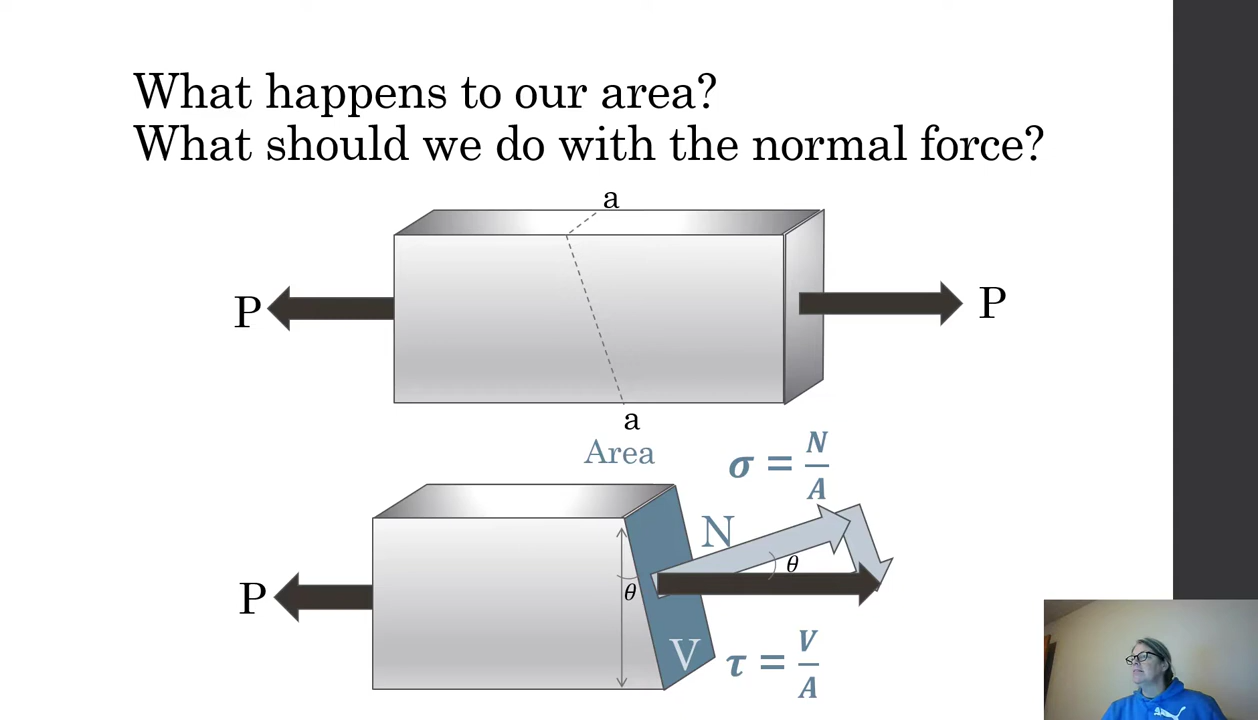 What happens to our area?
What should we do with the normal force?
a
P
P
a
Area
σ = N/A
N
θ
P
θ
V
τ = V/A